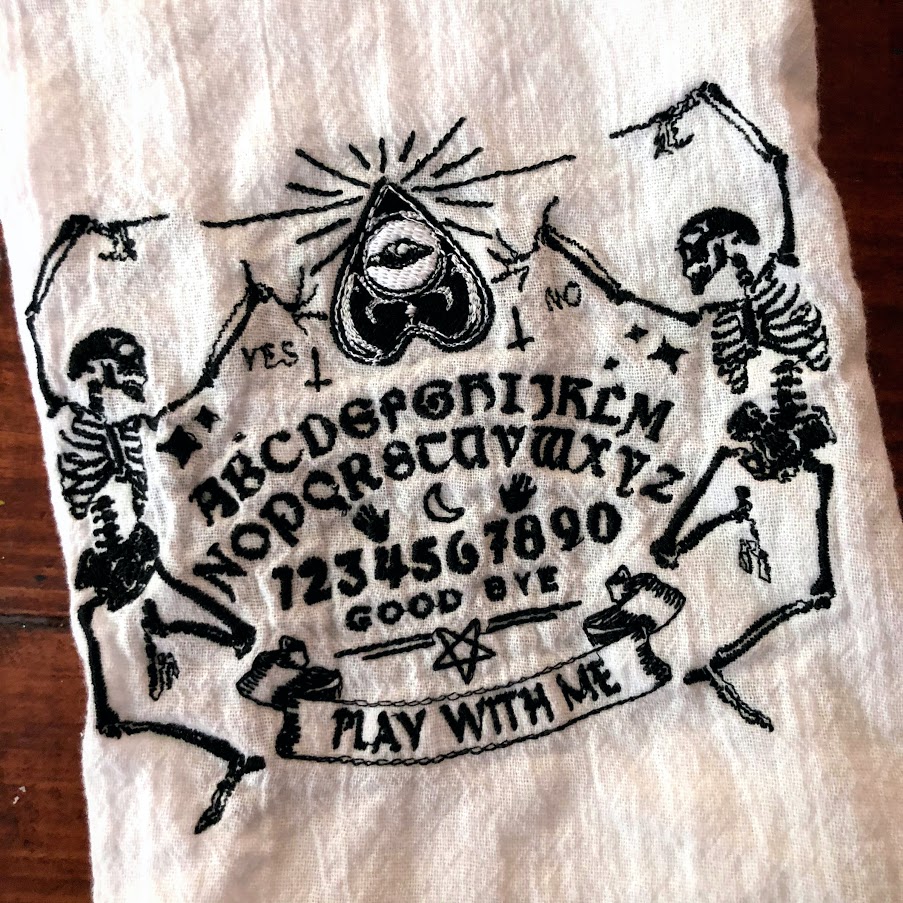 YES
NO
ABCDEFGHIJKLM
NOPQRSTUVWXYZ
1234567890
GOOD BYE
PLAY WITH ME